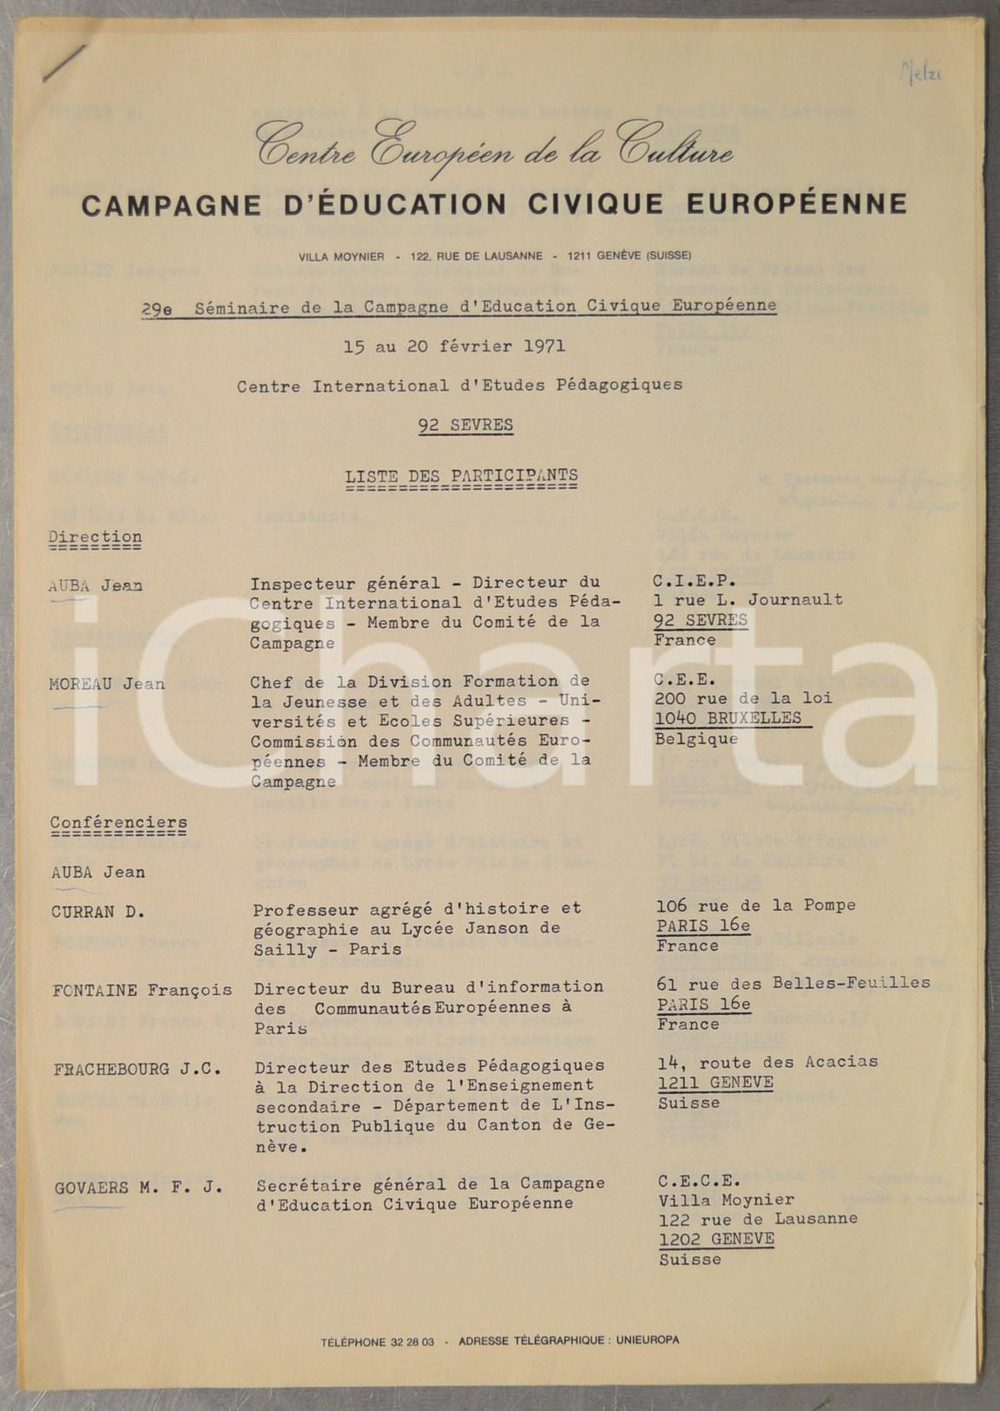 Melzi
Centre Européen de la Culture
CAMPAGNE D'ÉDUCATION CIVIQUE EUROPÉENNE
VILLA MOYNIER - 122, RUE DE LAUSANNE - 1211 GENÈVE (SUISSE)
29e Séminaire de la Campagne d'Education Civique Européenne
15 au 20 février 1971
Centre International d'Etudes Pédagogiques
92 SEVRES
LISTE DES PARTICIPANTS
Direction
AUBA Jean
Inspecteur général - Directeur du
Centre International d'Etudes Péda-
gogiques - Membre du Comité de la
Campagne
C.I.E.P.
1 rue L. Journault
92 SEVRES
France
MOREAU Jean
Chef de la Division Formation de
la Jeunesse et des Adultes - Uni-
versités et Ecoles Supérieures -
Commission des Communautés Euro-
péennes - Membre du Comité de la
Campagne
C.E.E.
200 rue de la loi
1040 BRUXELLES
Belgique
Conférenciers
AUBA Jean
CURRAN D.
Professeur agrégé d'histoire et
géographie au Lycée Janson de
Sailly - Paris
106 rue de la Pompe
PARIS 16e
France
FONTAINE François
Directeur du Bureau d'information
des Communautés Européennes à
Paris
61 rue des Belles-Feuilles
PARIS 16e
France
FRACHEBOURG J.C.
Directeur des Etudes Pédagogiques
à la Direction de l'Enseignement
secondaire - Département de L'Ins-
truction Publique du Canton de Ge-
nève.
14, route des Acacias
1211 GENEVE
Suisse
GOVAERS M. F. J.
Secrétaire général de la Campagne
d'Education Civique Européenne
C.E.C.E.
Villa Moynier
122 rue de Lausanne
1202 GENEVE
Suisse
TÉLÉPHONE 32 28 03 - ADRESSE TÉLÉGRAPHIQUE : UNIEUROPA
iCharta